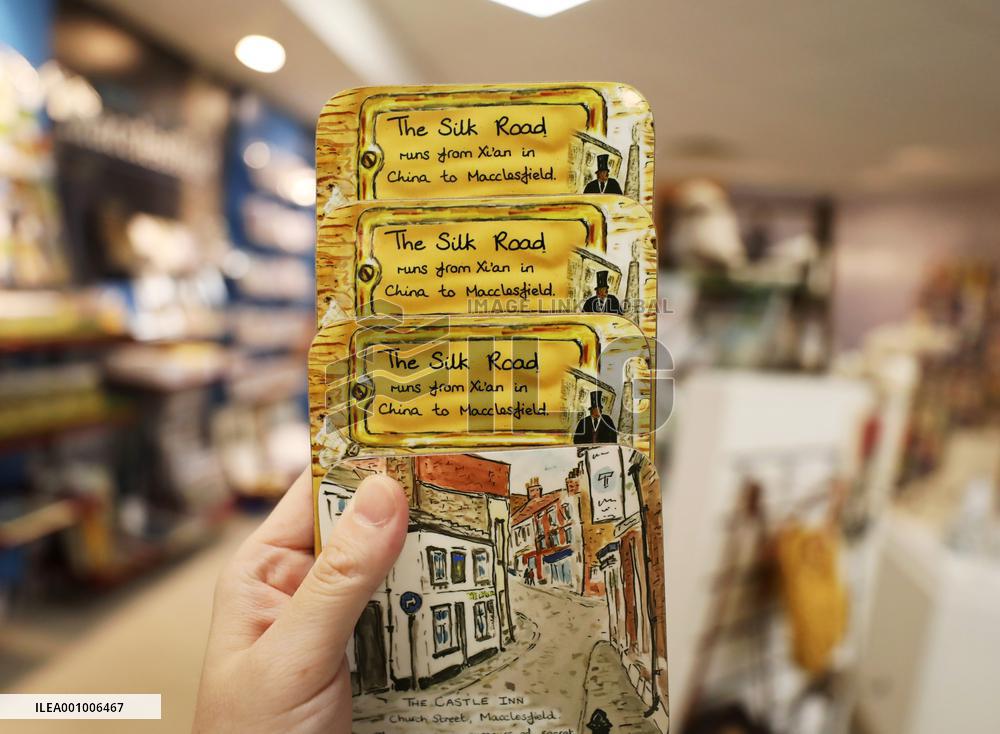 The Silk Road
runs from Xi'an in
China to Macclesfield.
The Silk Road
runs from Xi'an in
China to Macclesfield.
IMAGE LINK GLOBAL
ILG
The Silk Road
runs from Xi'an in
China to Macclesfield.
T
THE CASTLE INN
Church Street, Macclesfield.
ILEA001006467